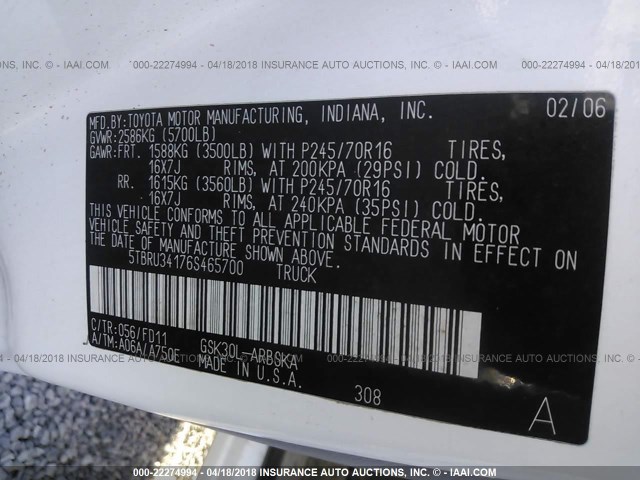 000-22274994 - 04/18/2018 INSURANCE AUTO AUCTIONS, INC. - © IAAI.COM
MFD.BY:TOYOTA MOTOR MANUFACTURING, INDIANA, INC. 02/06
GVWR:2586KG (5700LB)
GAWR:FRT. 1588KG (3500LB) WITH P245/70R16 TIRES,
16X7J RIMS, AT 200KPA (29PSI) COLD.
RR. 1615KG (3560LB) WITH P245/70R16 TIRES,
16X7J RIMS, AT 240KPA (35PSI) COLD.
THIS VEHICLE CONFORMS TO ALL APPLICABLE FEDERAL MOTOR
VEHICLE SAFETY AND THEFT PREVENTION STANDARDS IN EFFECT ON
THE DATE OF MANUFACTURE SHOWN ABOVE.
5TBRU34176S465700 TRUCK
C/TR:056/FD11 GSK30L-ARBSKA
A/TM:A06A/A750E MADE IN U.S.A.
308
A
000-22274994 - 04/18/2018 INSURANCE AUTO AUCTIONS, INC. - © IAAI.COM
000-22274994 - 04/18/2018 INSURANCE AUTO AUCTIONS, INC. - © IAAI.COM